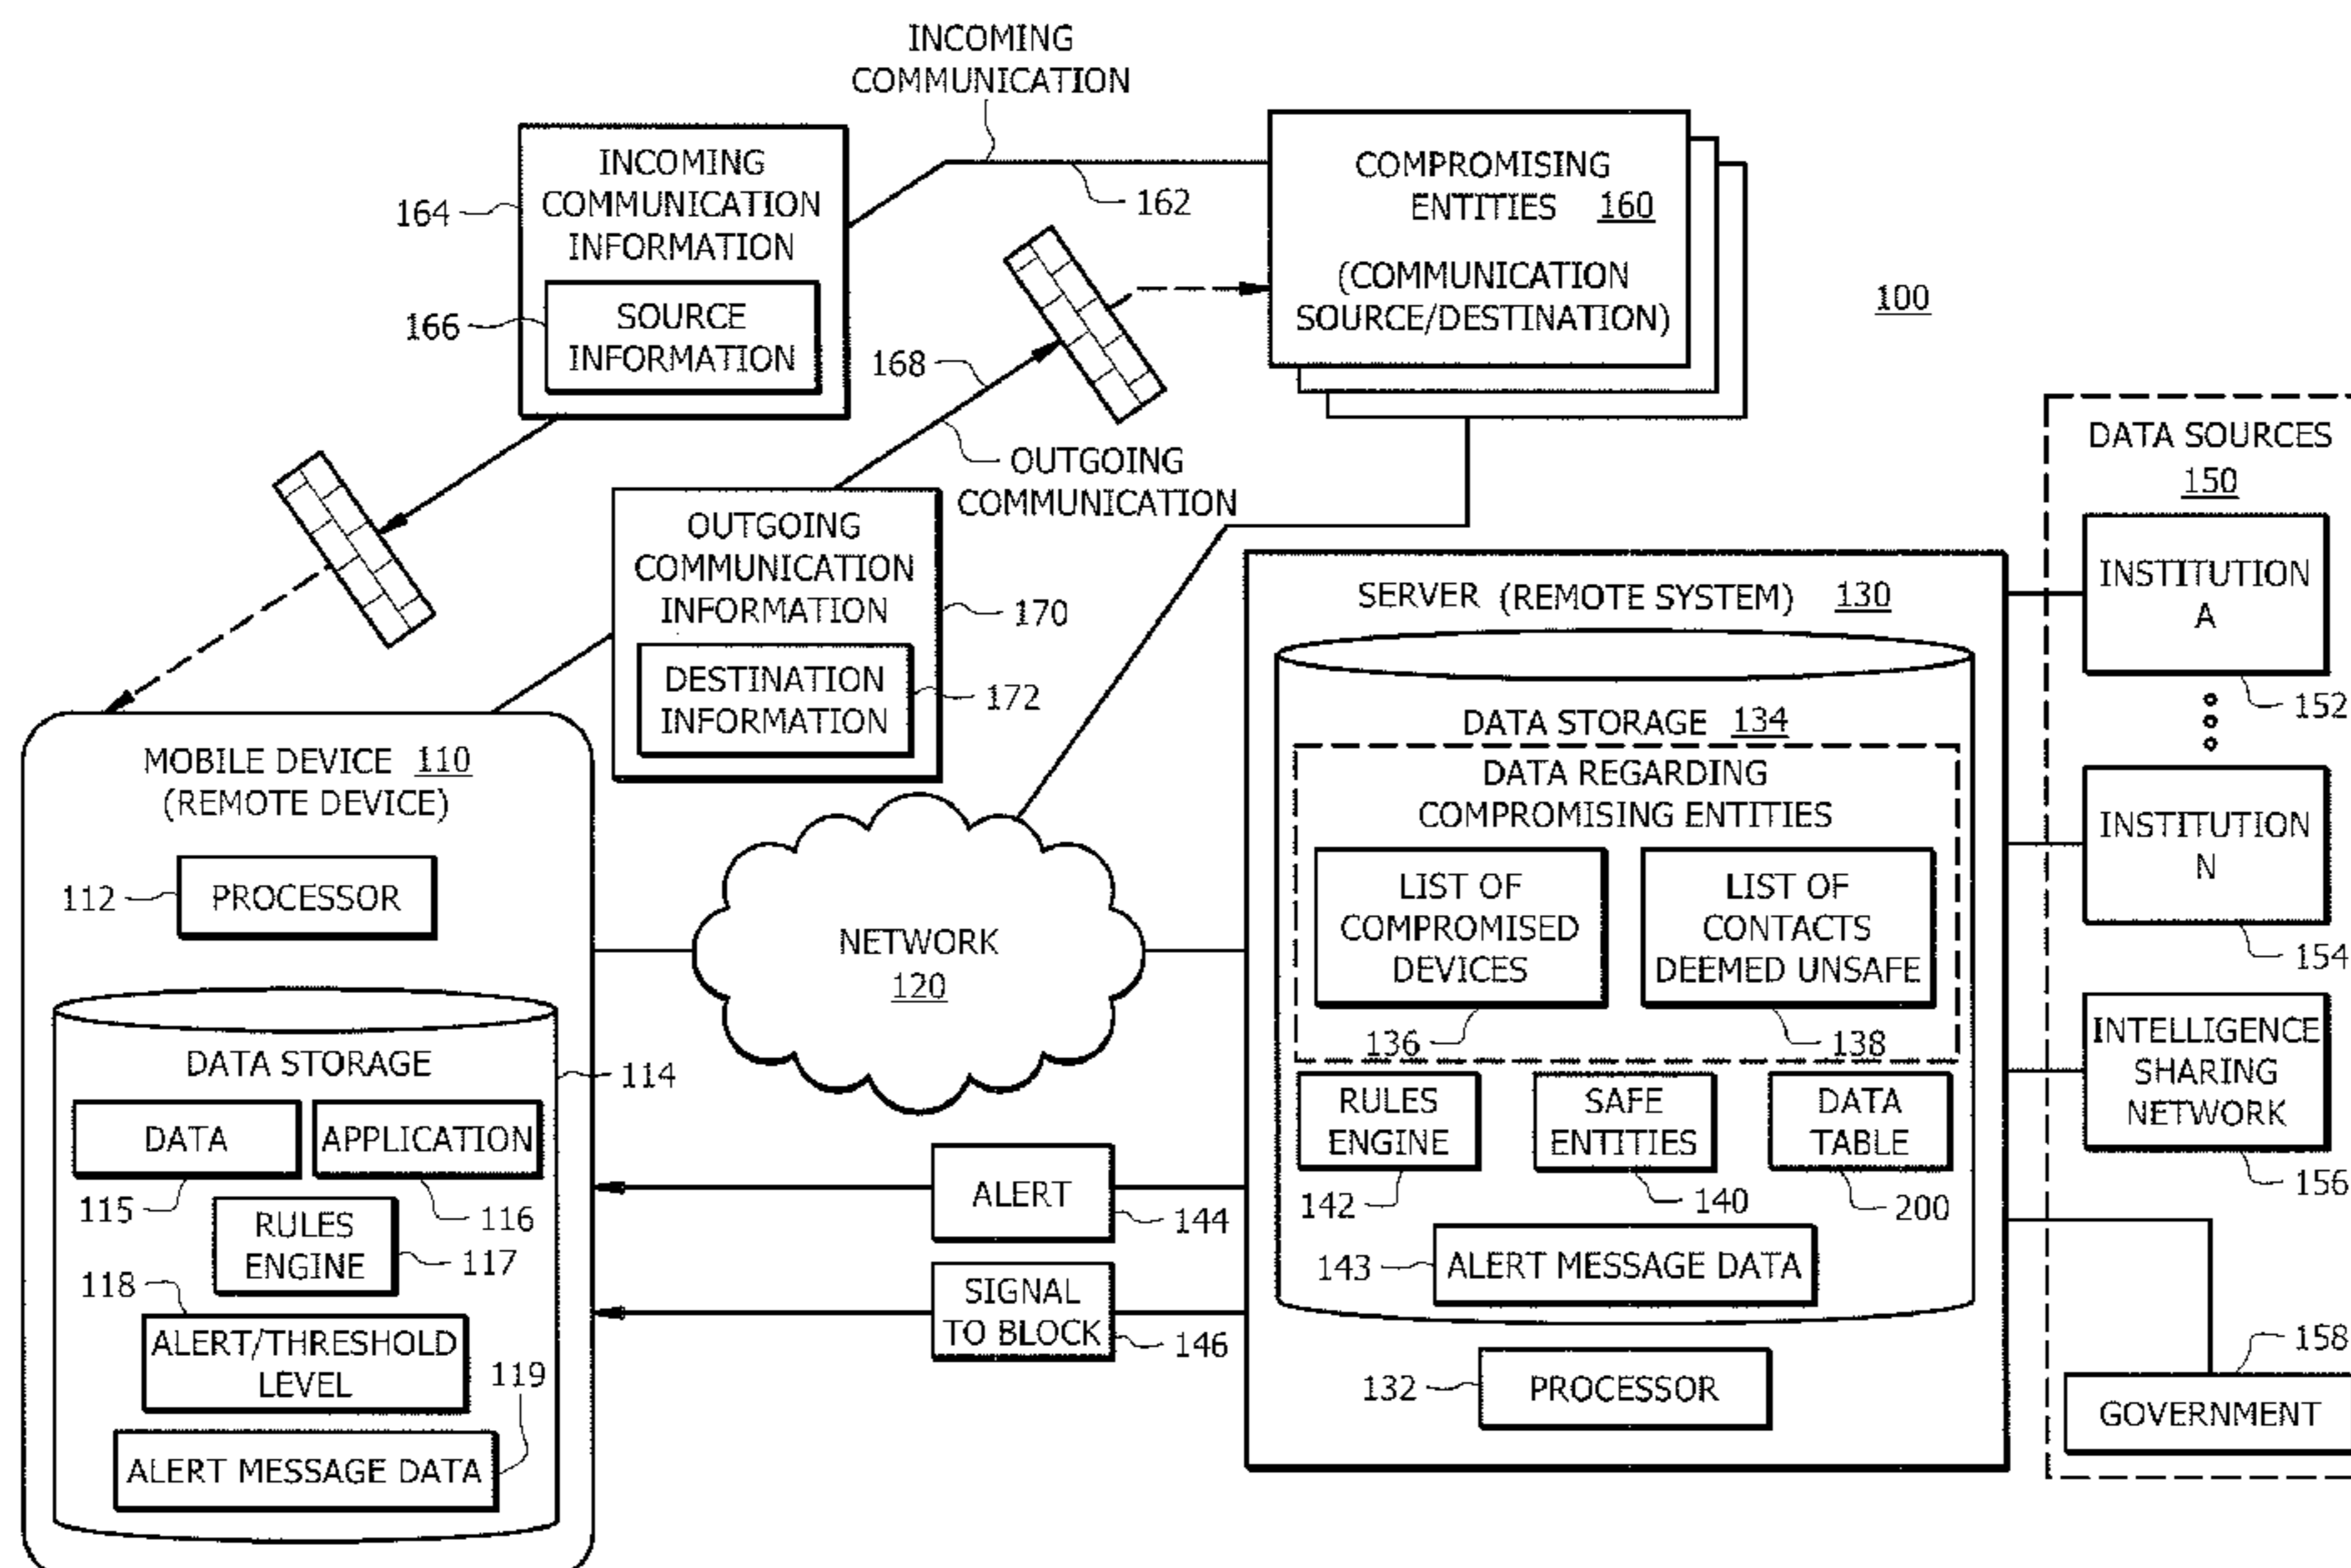 INCOMING
COMMUNICATION
INCOMING
COMMUNICATION
INFORMATION
164
SOURCE
INFORMATION
166
162
COMPROMISING
ENTITIES 160
(COMMUNICATION
SOURCE/DESTINATION)
100
168
OUTGOING
COMMUNICATION
OUTGOING
COMMUNICATION
INFORMATION
170
DESTINATION
INFORMATION
172
MOBILE DEVICE 110
(REMOTE DEVICE)
112
PROCESSOR
DATA STORAGE
114
DATA
APPLICATION
115
116
RULES
ENGINE
117
118
ALERT/THRESHOLD
LEVEL
119
ALERT MESSAGE DATA
NETWORK
120
ALERT
144
SIGNAL
TO BLOCK
146
SERVER (REMOTE SYSTEM) 130
DATA STORAGE 134
DATA REGARDING
COMPROMISING ENTITIES
LIST OF
COMPROMISED
DEVICES
136
LIST OF
CONTACTS
DEEMED UNSAFE
138
RULES
ENGINE
142
SAFE
ENTITIES
140
DATA
TABLE
200
143
ALERT MESSAGE DATA
132
PROCESSOR
DATA SOURCES
150
INSTITUTION
A
152
INSTITUTION
N
154
INTELLIGENCE
SHARING
NETWORK
156
158
GOVERNMENT